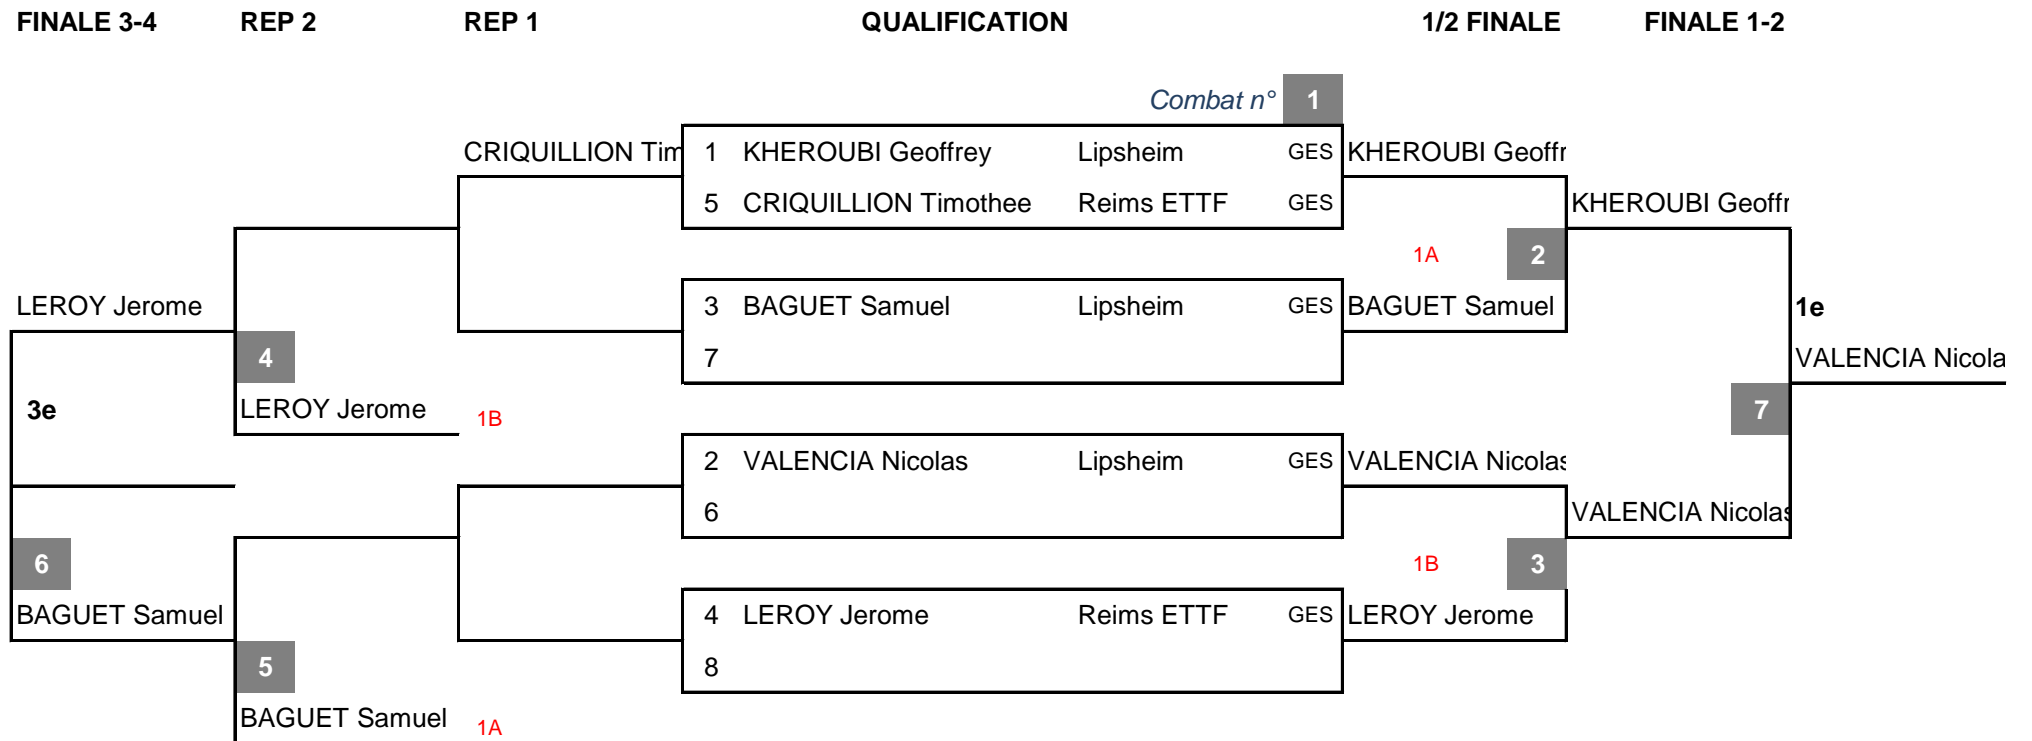 FINALE 3-4 REP 2 REP 1 QUALIFICATION 1/2 FINALE FINALE 1-2
Combat n° 1
CRIQUILLION Tim 1 KHEROUBI Geoffrey Lipsheim GES KHEROUBI Geoffr
5 CRIQUILLION Timothee Reims ETTF GES KHEROUBI Geoffr
1A 2
LEROY Jerome 3 BAGUET Samuel Lipsheim GES BAGUET Samuel 1e
4 7 VALENCIA Nicola
3e LEROY Jerome 1B 7
2 VALENCIA Nicolas Lipsheim GES VALENCIA Nicolas
6 VALENCIA Nicolas
6 1B 3
BAGUET Samuel 4 LEROY Jerome Reims ETTF GES LEROY Jerome
5 8
BAGUET Samuel 1A